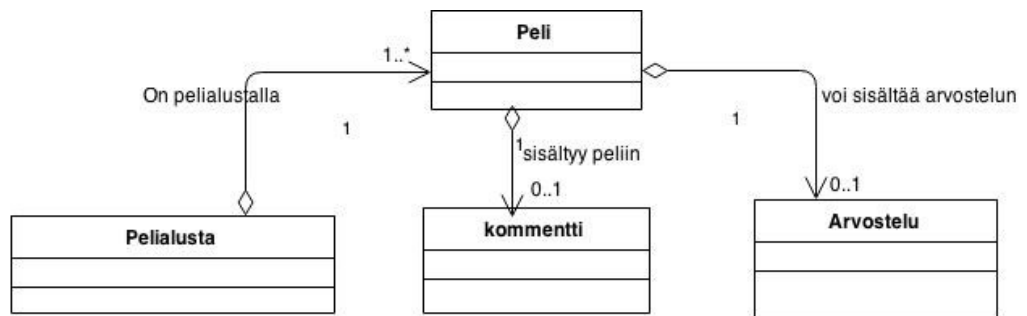 Peli
1..*
On pelialustalla
voi sisältää arvostelun
1
1
1
sisältyy peliin
0..1
0..1
Pelialusta
kommentti
Arvostelu